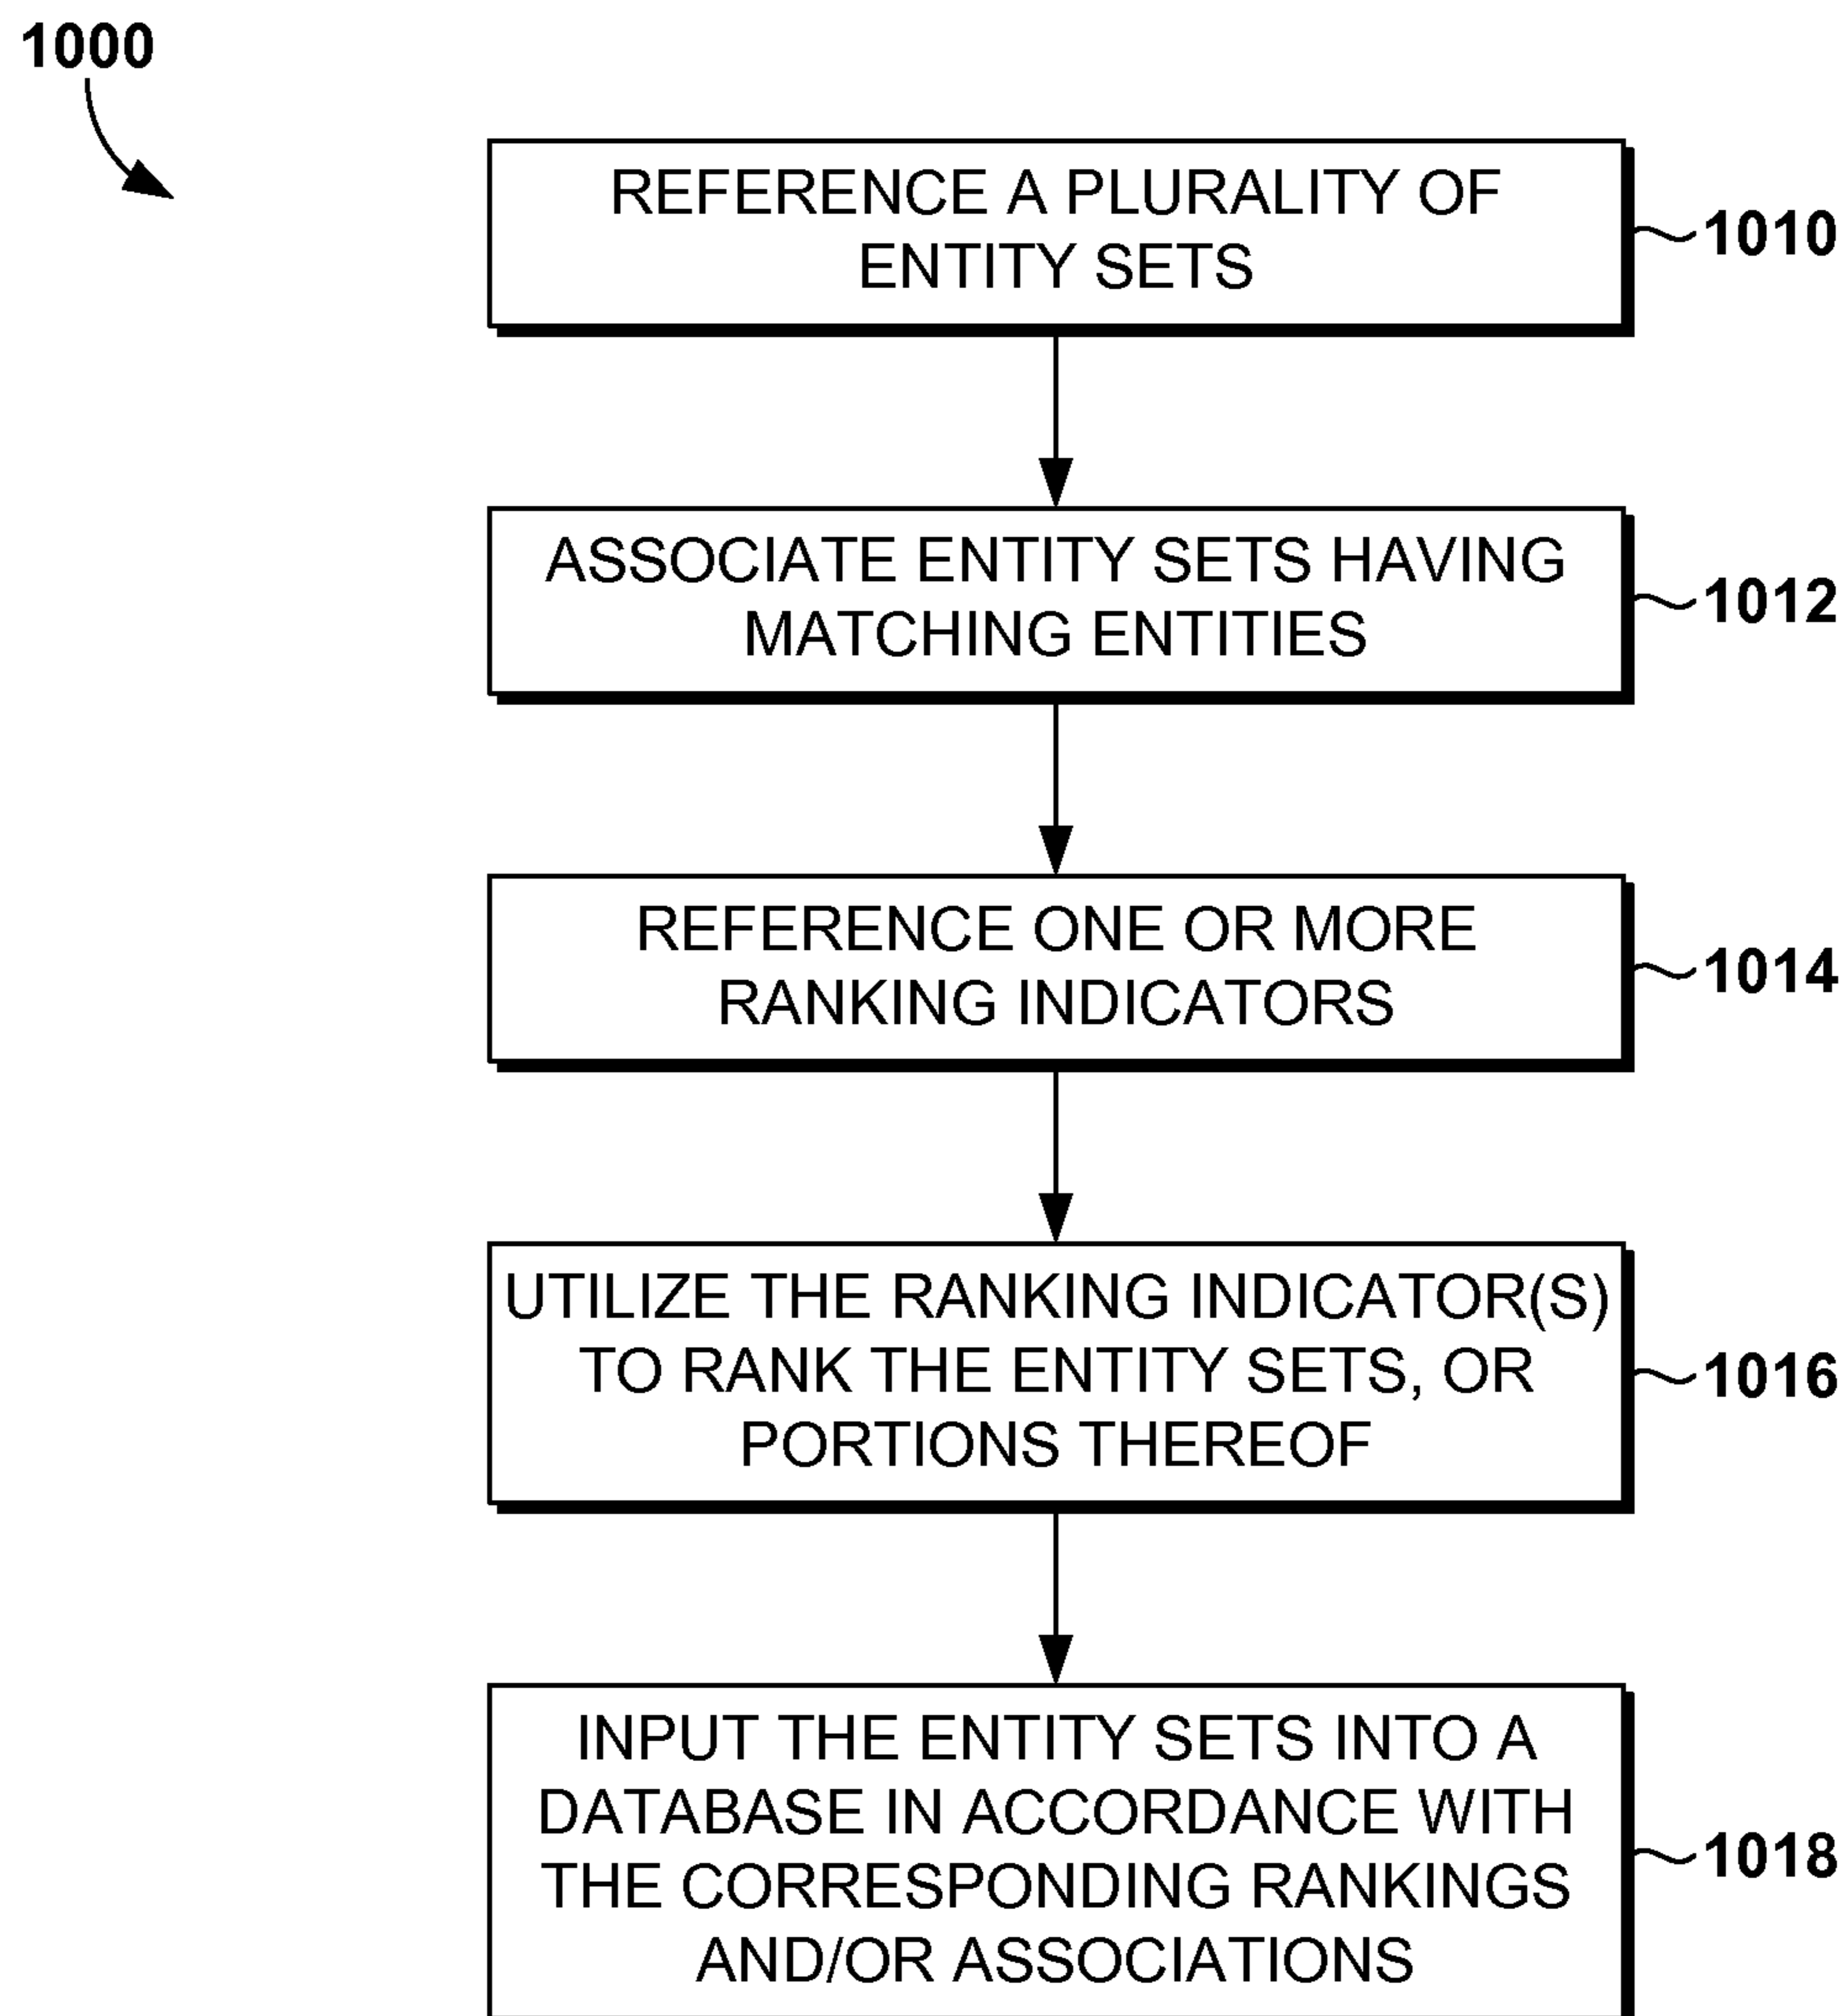 1000
REFERENCE A PLURALITY OF
ENTITY SETS
1010
ASSOCIATE ENTITY SETS HAVING
MATCHING ENTITIES
1012
REFERENCE ONE OR MORE
RANKING INDICATORS
1014
UTILIZE THE RANKING INDICATOR(S)
TO RANK THE ENTITY SETS, OR
PORTIONS THEREOF
1016
INPUT THE ENTITY SETS INTO A
DATABASE IN ACCORDANCE WITH
THE CORRESPONDING RANKINGS
AND/OR ASSOCIATIONS
1018